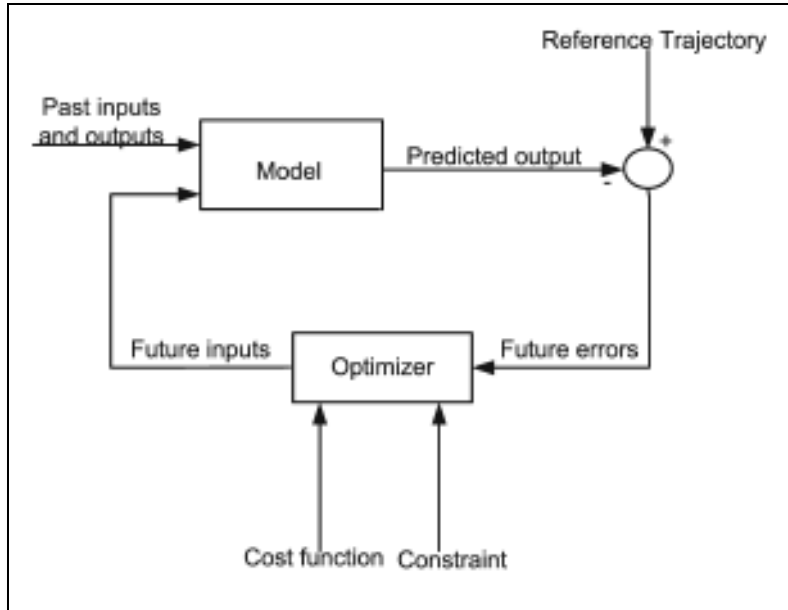 Reference Trajectory
Past inputs
and outputs
Model
Predicted output
+
-
Future inputs
Optimizer
Future errors
Cost function
Constraint